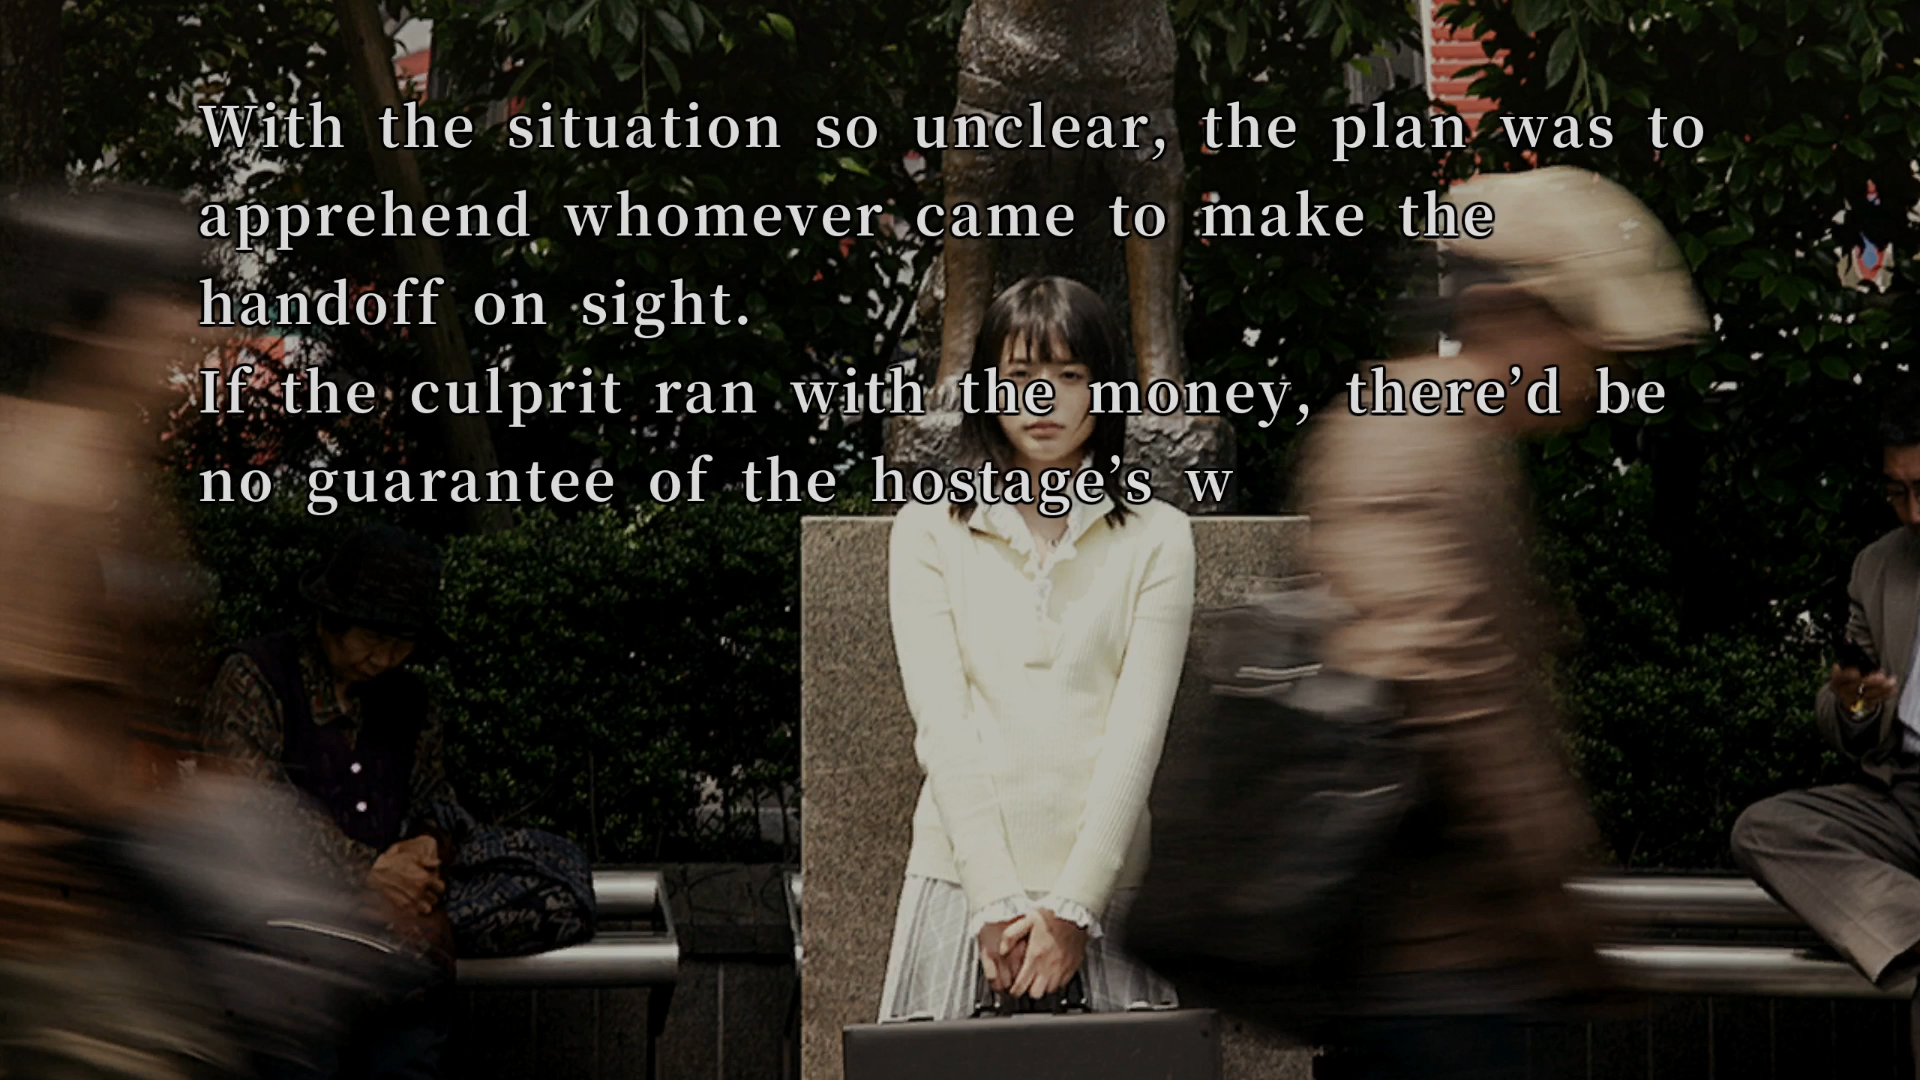 With the situation so unclear, the plan was to
apprehend whomever came to make the
handoff on sight.
If the culprit ran with the money, there’d be
no guarantee of the hostage’s w